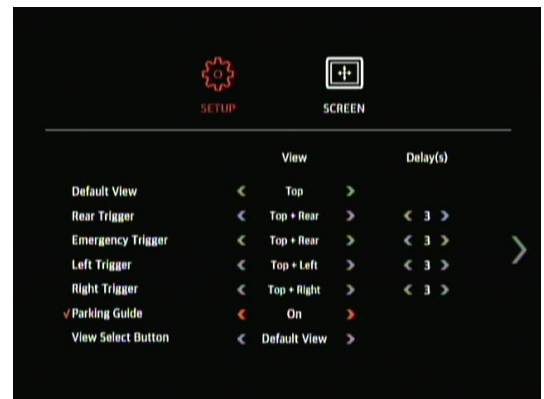 SETUP SCREEN
View Delay(s)
Default View < Top >
Rear Trigger < Top + Rear > < 3 >
Emergency Trigger < Top + Rear > < 3 >
Left Trigger < Top + Left > < 3 >
Right Trigger < Top + Right > < 3 >
√ Parking Guide < On >
View Select Button < Default View >